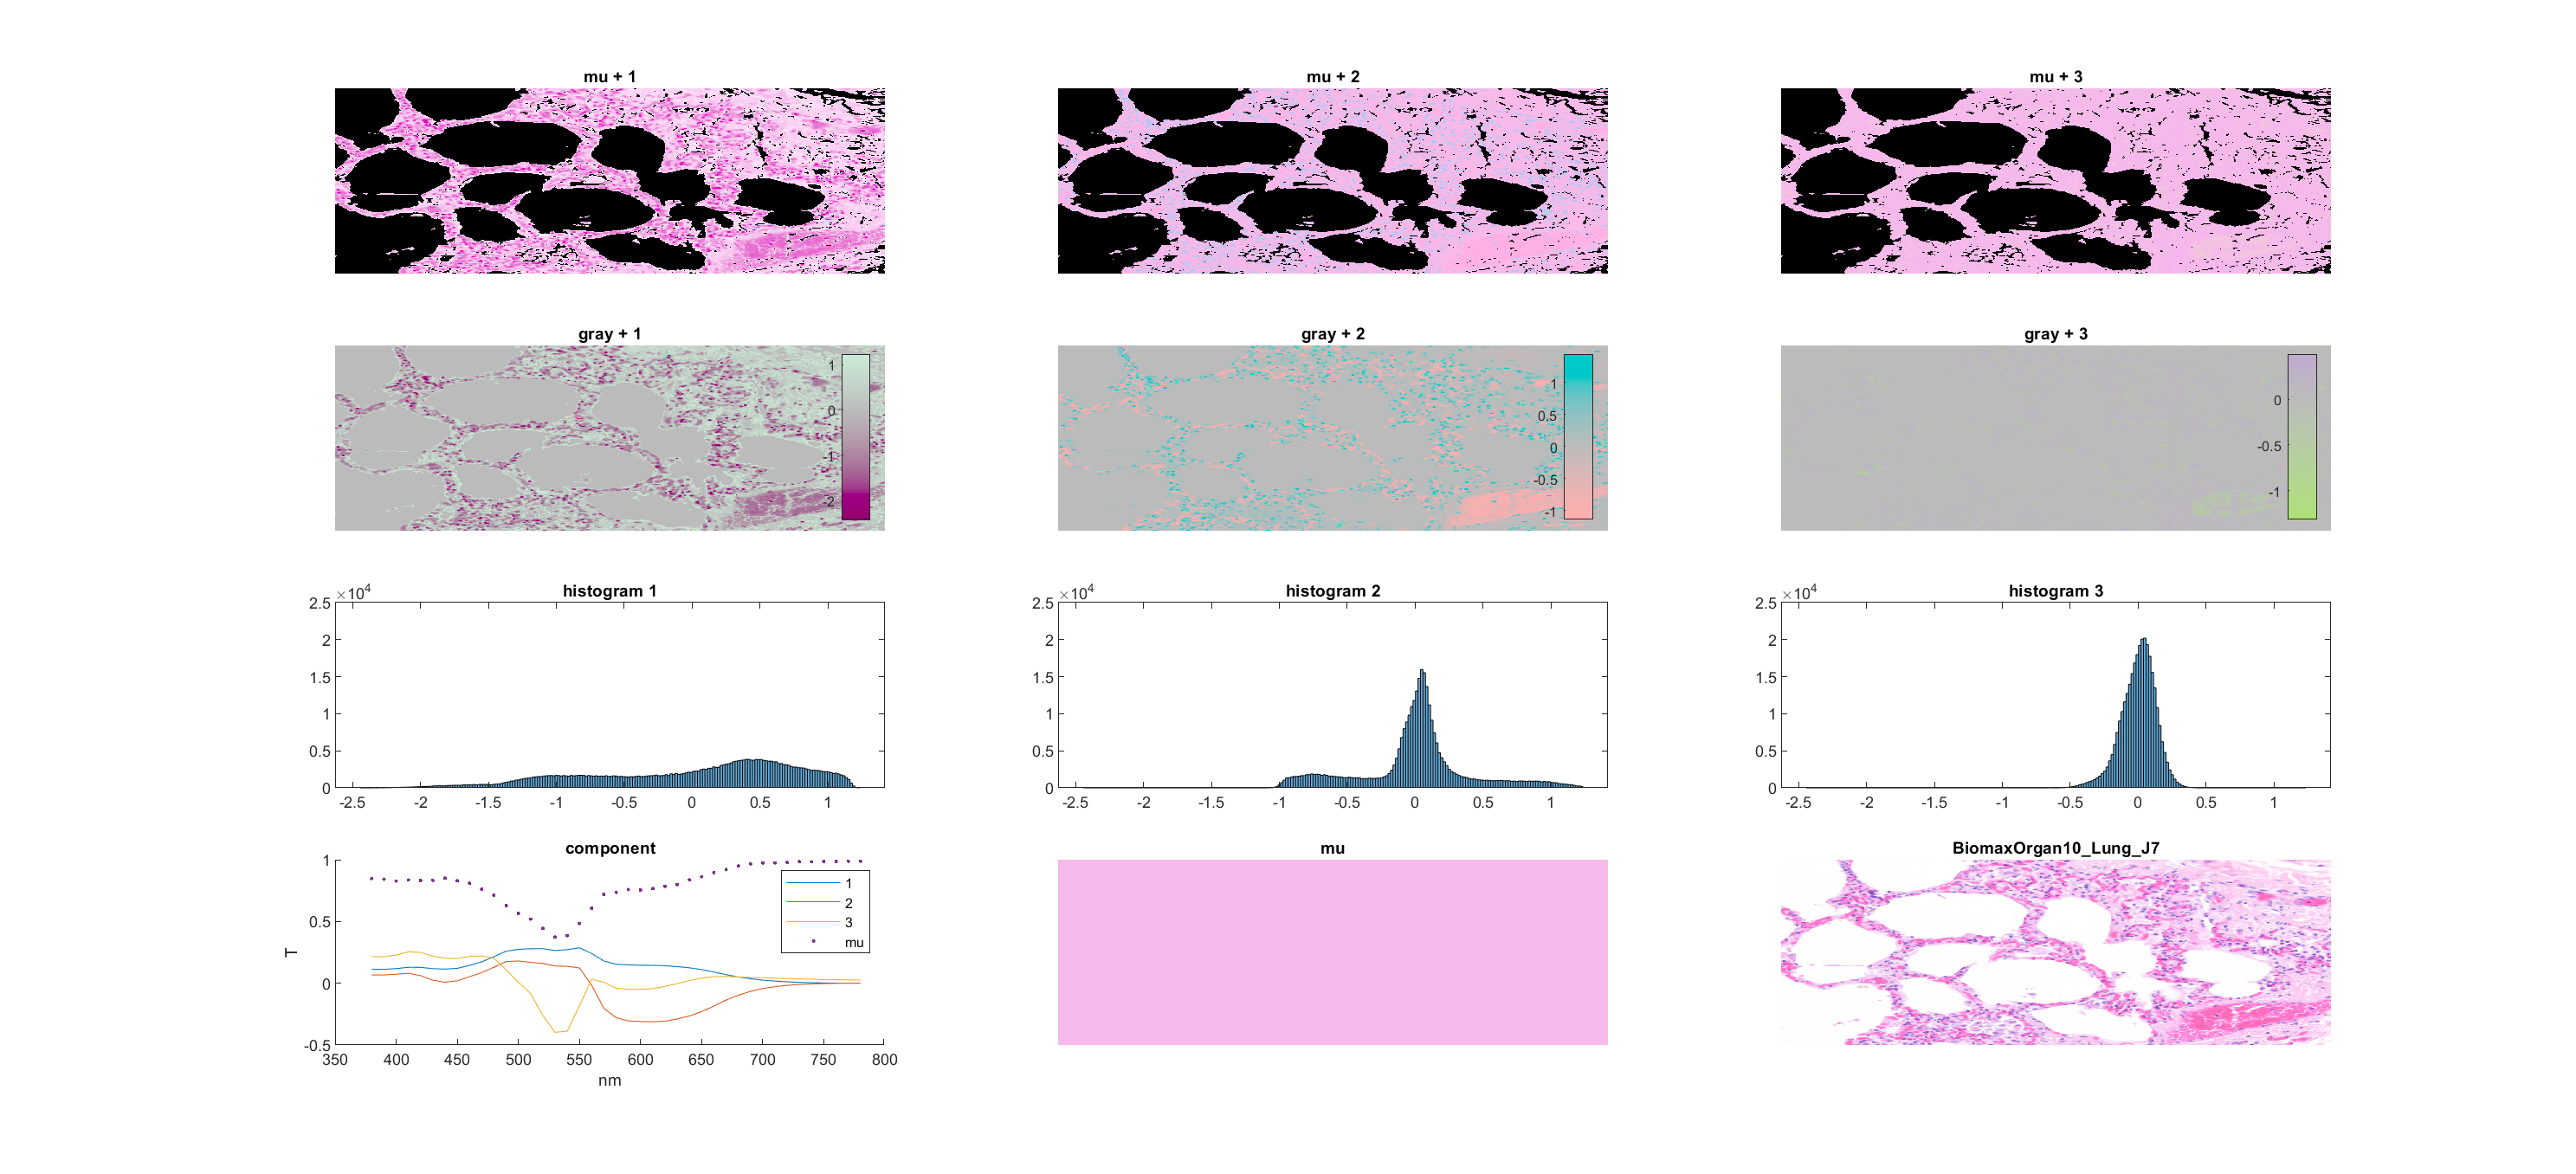 mu + 1
mu + 2
mu + 3
gray + 1
1
0
-1
-2
gray + 2
1
0.5
0
-0.5
-1
gray + 3
0
-0.5
-1
histogram 1
×10⁴
2.5
2
1.5
1
0.5
0
-2.5 -2 -1.5 -1 -0.5 0 0.5 1
histogram 2
×10⁴
2.5
2
1.5
1
0.5
0
-2.5 -2 -1.5 -1 -0.5 0 0.5 1
histogram 3
×10⁴
2.5
2
1.5
1
0.5
0
-2.5 -2 -1.5 -1 -0.5 0 0.5 1
component
T
1
0.5
0
-0.5
350 400 450 500 550 600 650 700 750 800
nm
1
2
3
mu
mu
BiomaxOrgan10_Lung_J7